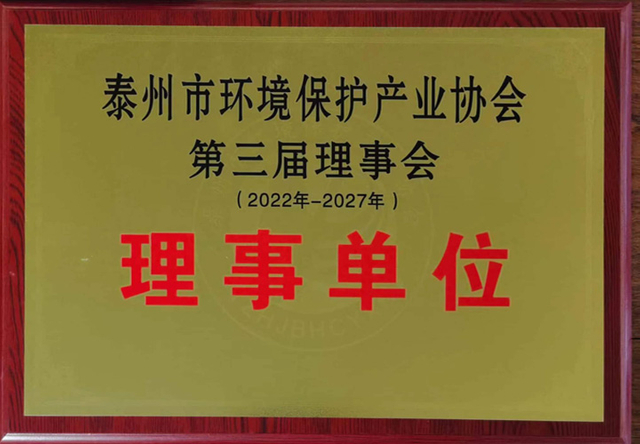 泰州市环境保护产业协会
第三届理事会
（2022年-2027年）
理事单位